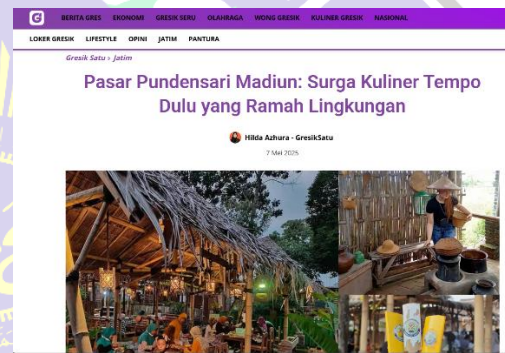 BERITA GRES EKONOMI GRESIK SERU OLAHRAGA WONG GRESIK KULINER GRESIK NASIONAL
LOKER GRESIK LIFESTYLE OPINI JATIM PANTURA
Gresik Satu > Jatim
Pasar Pundensari Madiun: Surga Kuliner Tempo
Dulu yang Ramah Lingkungan
Hilda Azhura - GresikSatu
7 Mei 2025